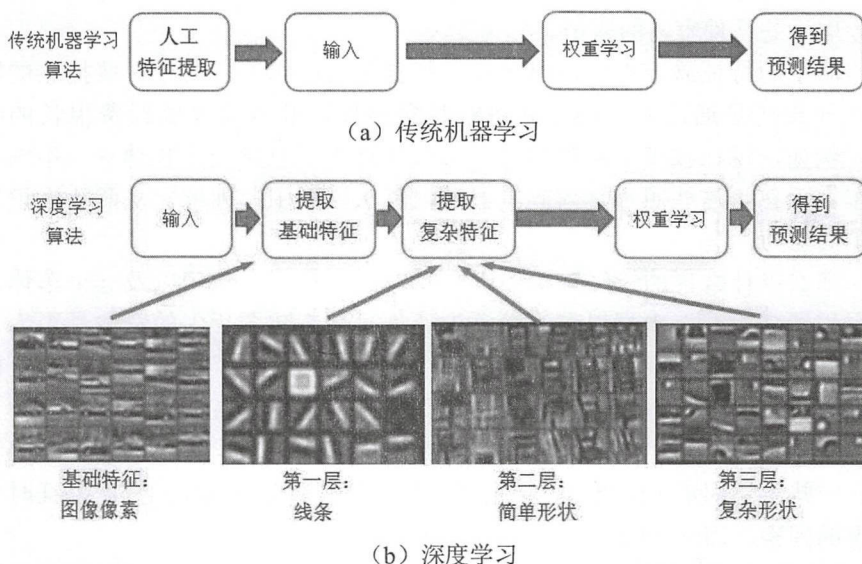 传统机器学习
算法
人工
特征提取
输入
权重学习
得到
预测结果
（a）传统机器学习
深度学习
算法
输入
提取
基础特征
提取
复杂特征
权重学习
得到
预测结果
基础特征：
图像像素
第一层：
线条
第二层：
简单形状
第三层：
复杂形状
（b）深度学习